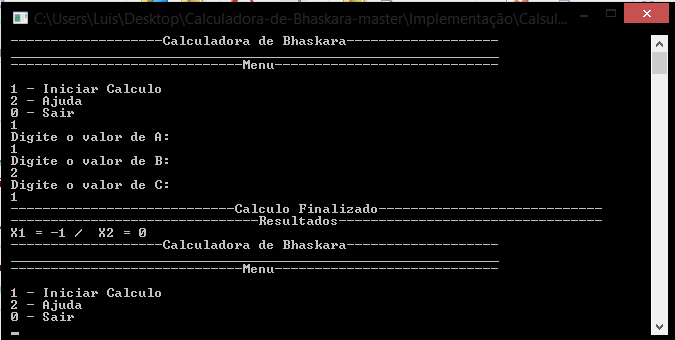 C:\Users\Luis\Desktop\Calculadora-de-Bhaskara-master\Implementação\Calsul...
-------------------Calculadora de Bhaskara-------------------
_____________________________________________________________
-----------------------------Menu----------------------------

1 - Iniciar Calculo
2 - Ajuda
0 - Sair
1
Digite o valor de A:
1
Digite o valor de B:
2
Digite o valor de C:
1
----------------------------Calculo Finalizado----------------------------
-------------------------------Resultados---------------------------------
X1 = -1 /  X2 = 0
-------------------Calculadora de Bhaskara-------------------
_____________________________________________________________
-----------------------------Menu----------------------------

1 - Iniciar Calculo
2 - Ajuda
0 - Sair